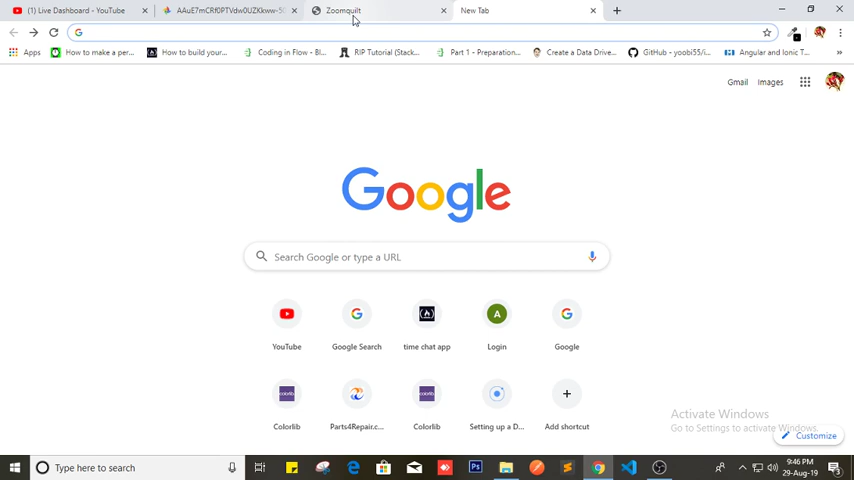 (1) Live Dashboard - YouTube
AAuE7mCRf0PTVdw0UZKkww-50
Zoomquilt
New Tab
Apps
How to make a per...
How to build your...
Coding in Flow - Bl...
RIP Tutorial (Stack...
Part 1 - Preparation...
Create a Data Drive...
GitHub - yoobi55/i...
Angular and Ionic T...
Gmail
Images
Google
Search Google or type a URL
YouTube
Google Search
time chat app
A
Login
Google
Colorlib
Parts4Repair.c...
Colorlib
Setting up a D...
Add shortcut
Activate Windows
Go to Settings to activate Windows.
Customize
Type here to search
9:46 PM
29-Aug-19